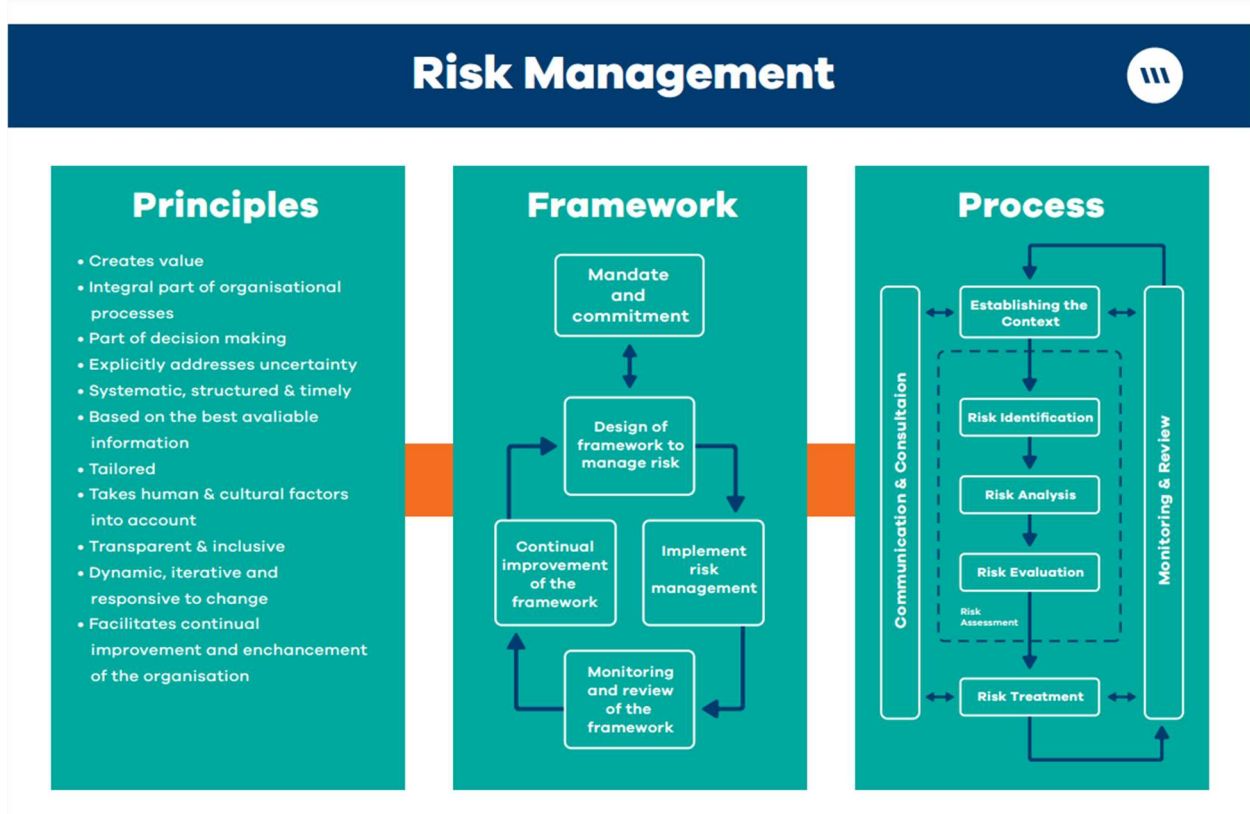 Risk Management
Principles
• Creates value
• Integral part of organisational
processes
• Part of decision making
• Explicitly addresses uncertainty
• Systematic, structured & timely
• Based on the best avaliable
information
• Tailored
• Takes human & cultural factors
into account
• Transparent & inclusive
• Dynamic, iterative and
responsive to change
• Facilitates continual
improvement and enchancement
of the organisation
Framework
Mandate
and
commitment
Design of
framework to
manage risk
Implement
risk
management
Monitoring
and review
of the
framework
Continual
improvement
of the
framework
Process
Communication & Consultaion
Establishing the
Context
Risk Identification
Risk Analysis
Risk Evaluation
Risk
Assessment
Risk Treatment
Monitoring & Review